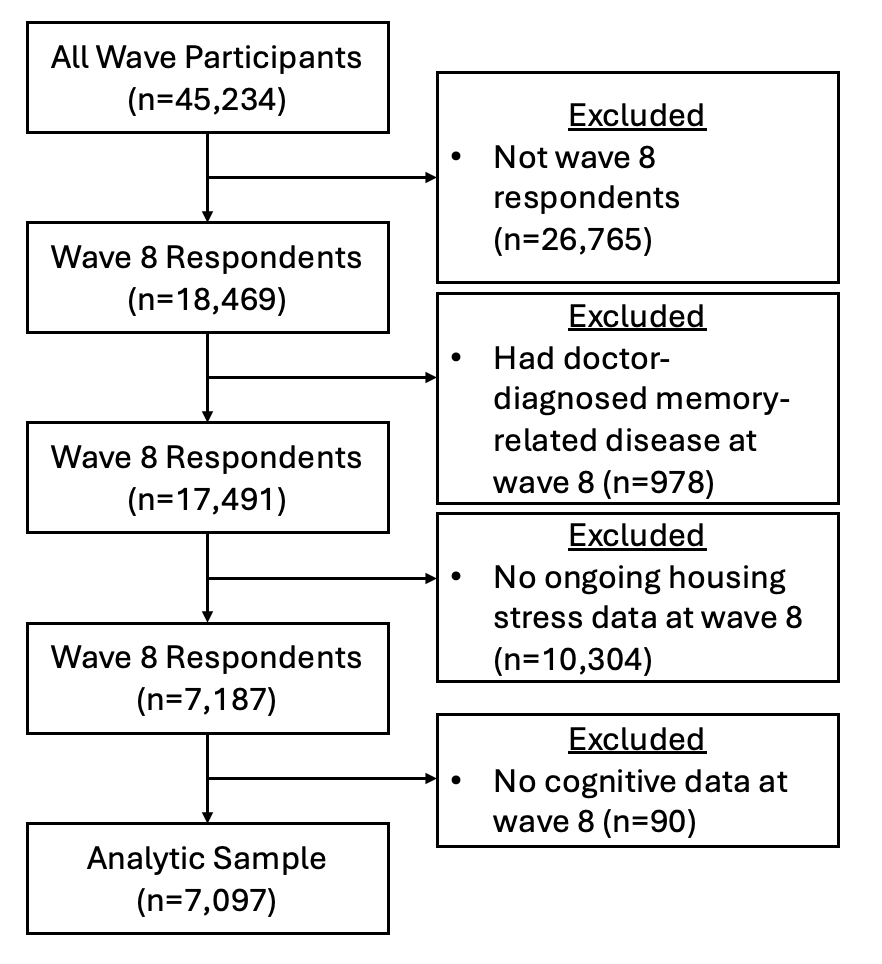 All Wave Participants
(n=45,234)
Excluded
• Not wave 8
respondents
(n=26,765)
Wave 8 Respondents
(n=18,469)
Excluded
• Had doctor-
diagnosed memory-
related disease at
wave 8 (n=978)
Wave 8 Respondents
(n=17,491)
Excluded
• No ongoing housing
stress data at wave 8
(n=10,304)
Wave 8 Respondents
(n=7,187)
Excluded
• No cognitive data at
wave 8 (n=90)
Analytic Sample
(n=7,097)